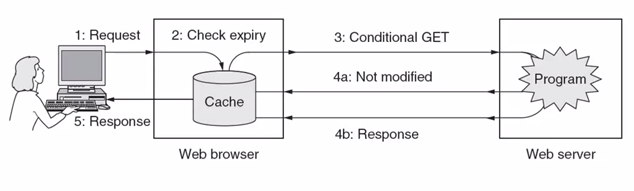 1: Request
2: Check expiry
3: Conditional GET
4a: Not modified
Program
Cache
5: Response
4b: Response
Web browser
Web server